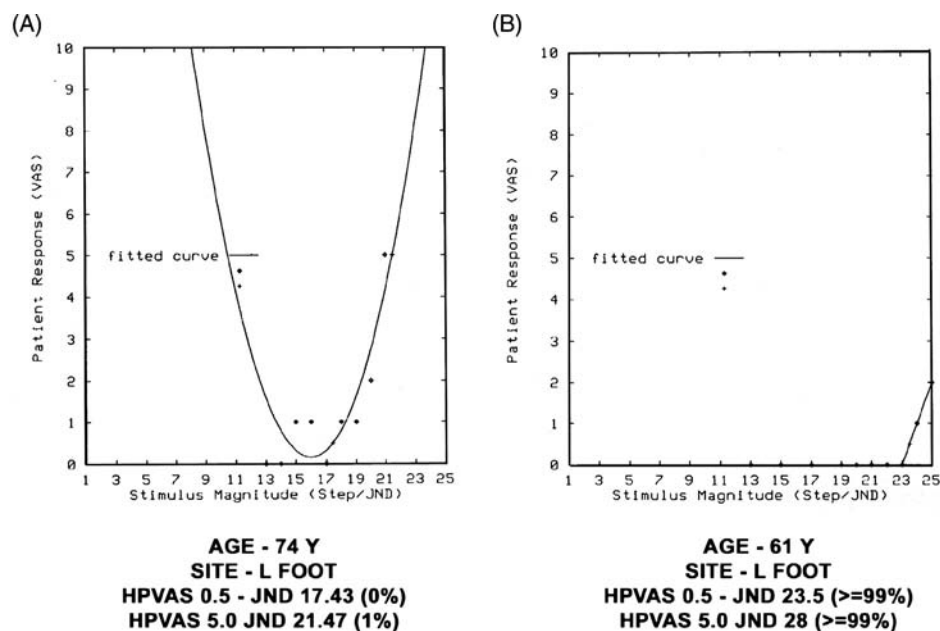 (A)
10
9
8
7
6
5
4
3
2
1
0
Patient Response (VAS)
fitted curve
1 3 5 7 9 11 13 15 17 19 21 23 25
Stimulus Magnitude (Step/JND)
AGE - 74 Y
SITE - L FOOT
HPVAS 0.5 - JND 17.43 (0%)
HPVAS 5.0 JND 21.47 (1%)
(B)
10
9
8
7
6
5
4
3
2
1
0
Patient Response (VAS)
fitted curve
1 3 5 7 9 11 13 15 17 19 21 23 25
Stimulus Magnitude (Step/JND)
AGE - 61 Y
SITE - L FOOT
HPVAS 0.5 - JND 23.5 (>=99%)
HPVAS 5.0 JND 28 (>=99%)